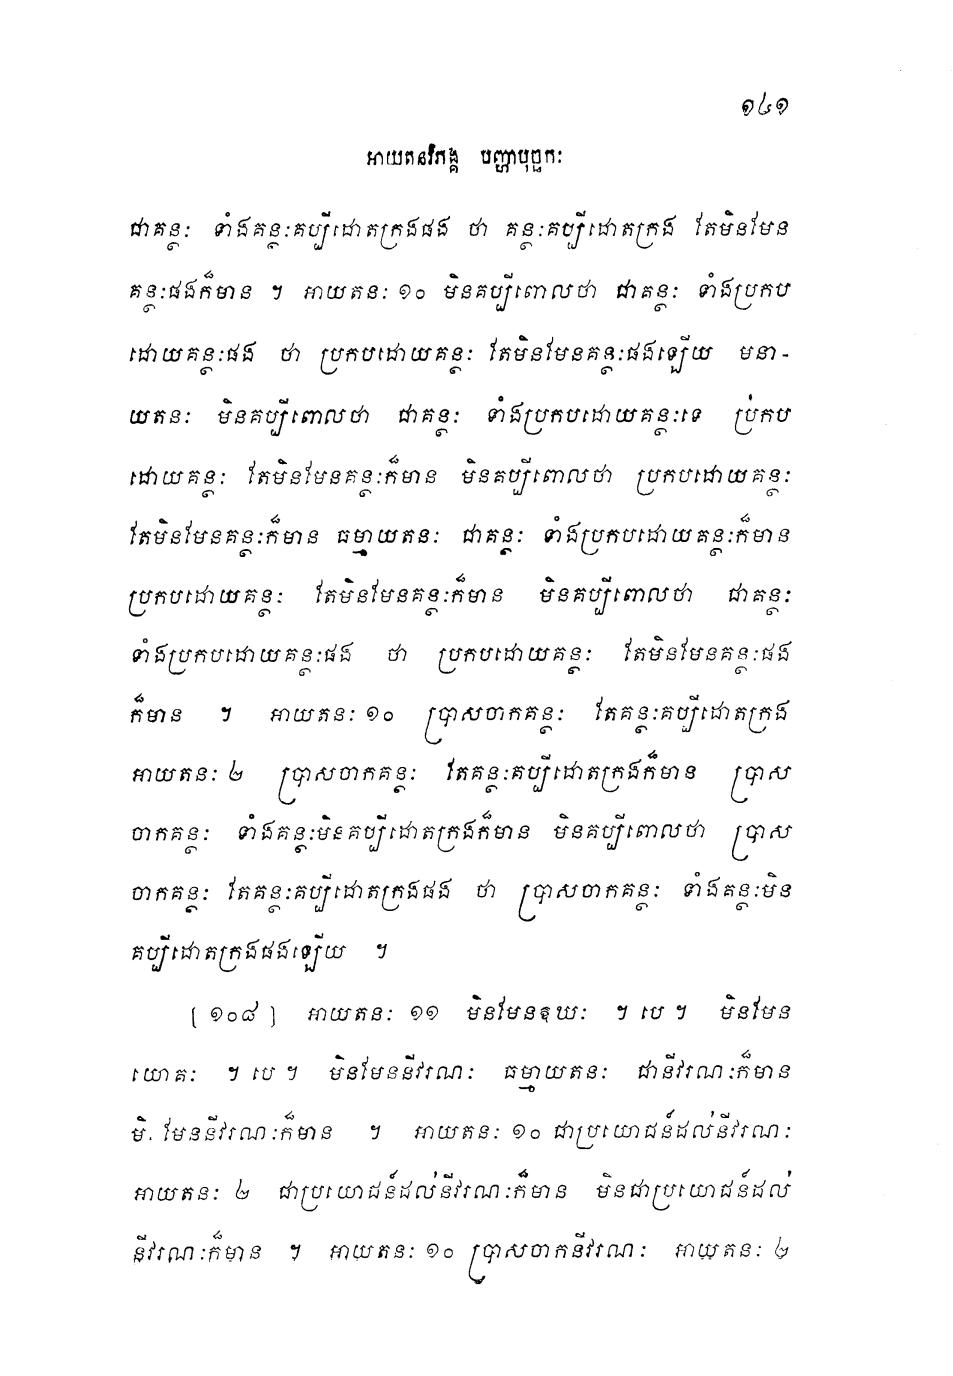 ១៤១
អាយតនវិភង្គ បញ្ហាបុច្ឆកៈ
ជាគន្ថៈ ទាំងគន្ថៈគប្បីដោតក្រងផង ថា គន្ថៈគប្បីដោតក្រង តែមិនមែន
គន្ថៈផងក៏មាន ។ អាយតនៈ ១០ មិនគប្បីពោលថា ជាគន្ថៈ ទាំងប្រកប
ដោយគន្ថៈផង ថា ប្រកបដោយគន្ថៈ តែមិនមែនគន្ថៈផងឡើយ មនា-
យតនៈ មិនគប្បីពោលថា ជាគន្ថៈ ទាំងប្រកបដោយគន្ថៈទេ ប្រកប
ដោយគន្ថៈ តែមិនមែនគន្ថៈក៏មាន មិនគប្បីពោលថា ប្រកបដោយគន្ថៈ
តែមិនមែនគន្ថៈក៏មាន ធម្មាយតនៈ ជាគន្ថៈ ទាំងប្រកបដោយគន្ថៈក៏មាន
ប្រកបដោយគន្ថៈ តែមិនមែនគន្ថៈក៏មាន មិនគប្បីពោលថា ជាគន្ថៈ
ទាំងប្រកបដោយគន្ថៈផង ថា ប្រកបដោយគន្ថៈ តែមិនមែនគន្ថៈផង
ក៏មាន ។ អាយតនៈ ១០ ប្រាសចាកគន្ថៈ តែគន្ថៈគប្បីដោតក្រង
អាយតនៈ ២ ប្រាសចាកគន្ថៈ តែគន្ថៈគប្បីដោតក្រងក៏មាន ប្រាស
ចាកគន្ថៈ ទាំងគន្ថៈមិនគប្បីដោតក្រងក៏មាន មិនគប្បីពោលថា ប្រាស
ចាកគន្ថៈ តែគន្ថៈគប្បីដោតក្រងផង ថា ប្រាសចាកគន្ថៈ ទាំងគន្ថៈមិន
គប្បីដោតក្រងផងឡើយ ។
[ ១០៨ ] អាយតនៈ ១១ មិនមែនឱឃៈ ។ បេ ។ មិនមែន
យោគៈ ។ បេ ។ មិនមែននីវរណៈ ធម្មាយតនៈ ជានីវរណៈក៏មាន
មិ. មែននីវរណៈក៏មាន ។ អាយតនៈ ១០ ជាប្រយោជន៍ដល់នីវរណៈ
អាយតនៈ ២ ជាប្រយោជន៍ដល់នីវរណៈក៏មាន មិនជាប្រយោជន៍ដល់
នីវរណៈក៏មាន ។ អាយតនៈ ១០ ប្រាសចាកនីវរណៈ អាយតនៈ ២